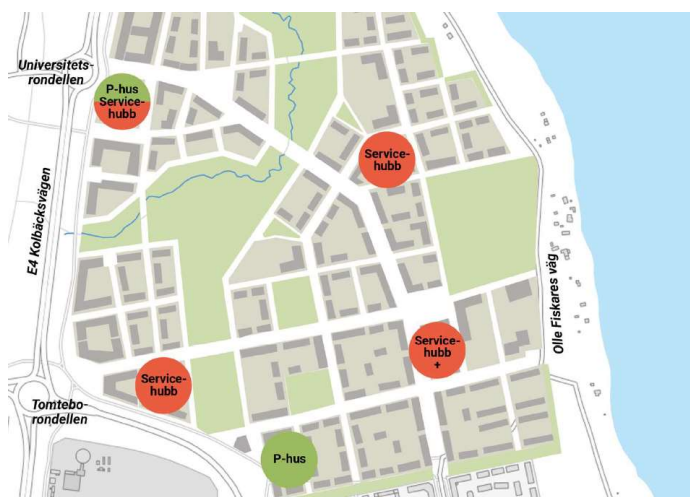 Universitets-
rondellen
P-hus
Service-
hubb
Service-
hubb
E4 Kolbäcksvägen
Olle Fiskares väg
Service-
hubb
+
Service-
hubb
Tomtebo-
rondellen
P-hus